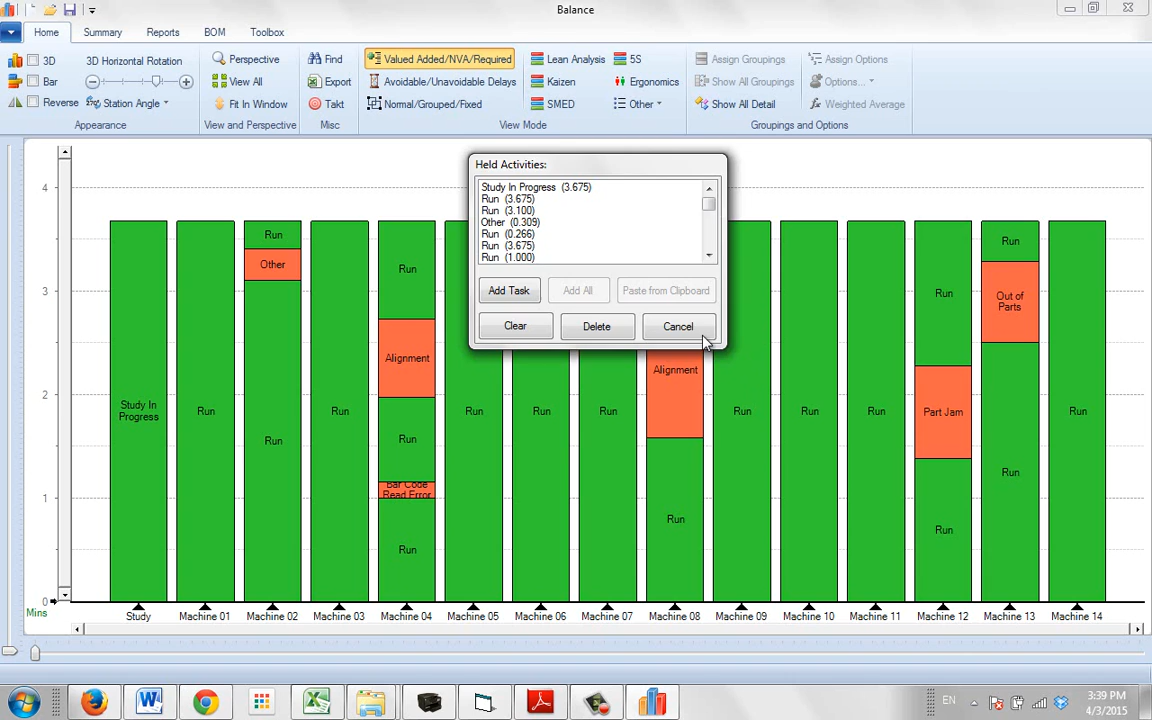 Balance
Home Summary Reports BOM Toolbox
3D 3D Horizontal Rotation Perspective Find Valued Added/NVA/Required Lean Analysis 5S Assign Groupings Assign Options
Bar View All Export Avoidable/Unavoidable Delays Kaizen Ergonomics Show All Groupings Options...
Reverse Station Angle Fit In Window Takt Normal/Grouped/Fixed SMED Other Show All Detail Weighted Average
Appearance View and Perspective Misc View Mode Groupings and Options
Held Activities:
Study In Progress (3.675)
Run (3.675)
Run (3.100)
Other (0.309)
Run (0.266)
Run (3.675)
Run (1.000)
Add Task Add All Paste from Clipboard
Clear Delete Cancel
4
3
2
1
0
Mins
Study In
Progress
Run
Run
Other
Run
Run
Run
Alignment
Run
Bar Code
Read Error
Run
Run
Run
Run
Alignment
Run
Run
Run
Run
Run
Part Jam
Run
Run
Out of
Parts
Run
Run
Study Machine 01 Machine 02 Machine 03 Machine 04 Machine 05 Machine 06 Machine 07 Machine 08 Machine 09 Machine 10 Machine 11 Machine 12 Machine 13 Machine 14
EN
3:39 PM
4/3/2015